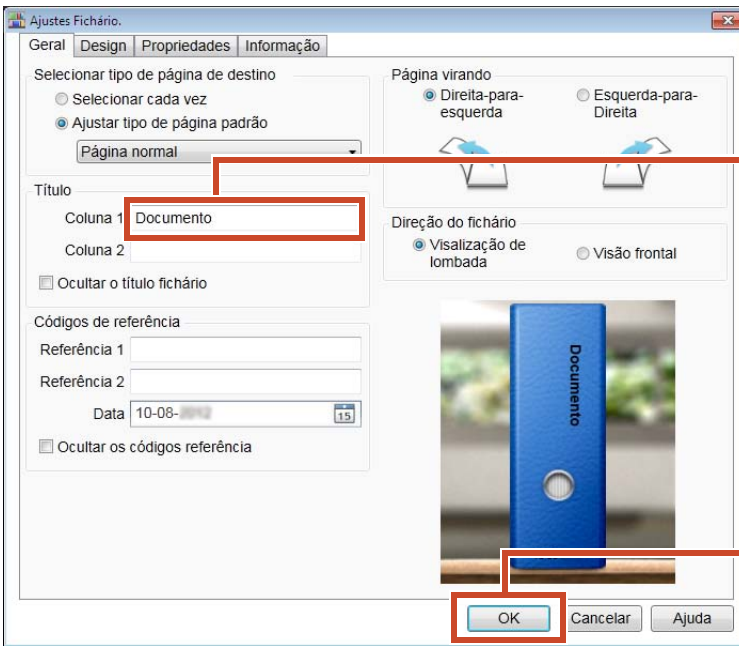 Ajustes Fichário.
Geral Design Propriedades Informação
Selecionar tipo de página de destino
Selecionar cada vez
Ajustar tipo de página padrão
Página normal
Título
Coluna 1 Documento
Coluna 2
Ocultar o título fichário
Códigos de referência
Referência 1
Referência 2
Data 10-08-
15
Ocultar os códigos referência
Página virando
Direita-para-
esquerda
Esquerda-para-
Direita
Direção do fichário
Visalização de
lombada
Visão frontal
Documento
OK Cancelar Ajuda